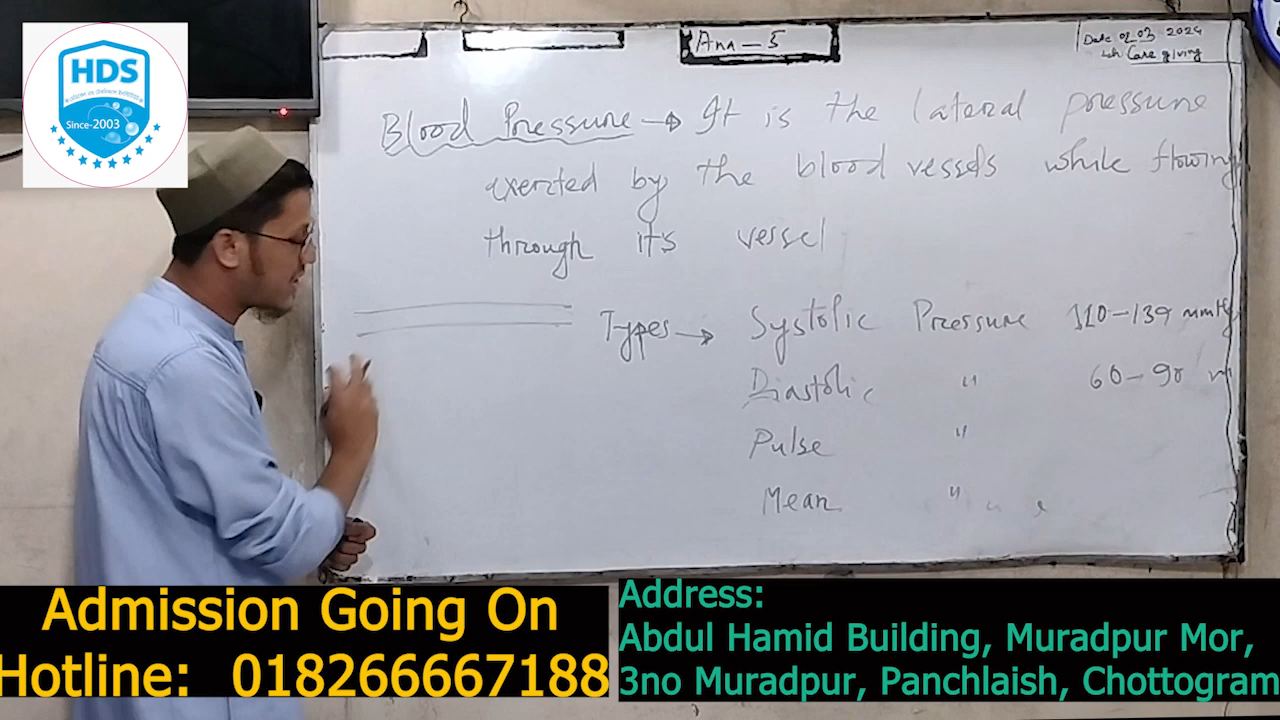 HDS
Since-2003
Ana - 5
Date 02.03 2024
Care giving
Blood Pressure → It is the lateral pressure
exerted by the blood vessels while flowing
through it's vessel
Types → Systolic Pressure 110-139 mmHg
Diastolic " 60-90 m
Pulse "
Mean "
Admission Going On
Hotline: 018266667188
Address:
Abdul Hamid Building, Muradpur Mor,
3no Muradpur, Panchlaish, Chottogram